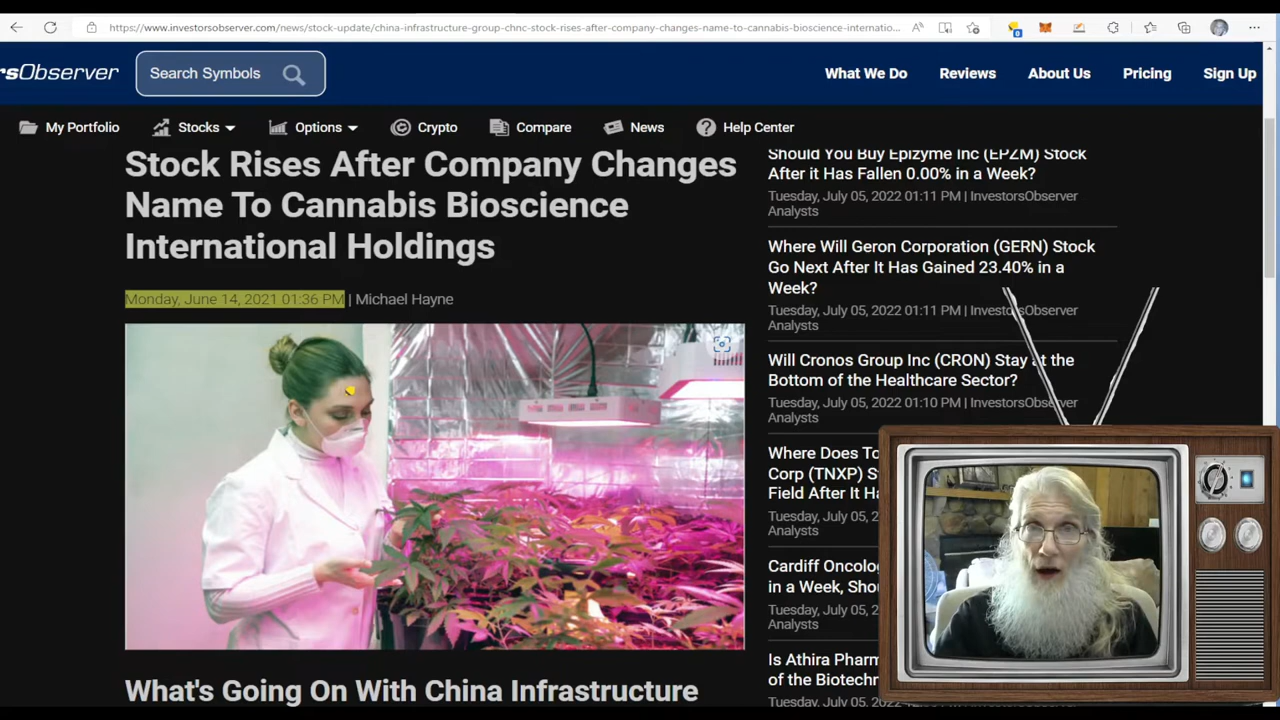 https://www.investorsobserver.com/news/stock-update/china-infrastructure-group-chnc-stock-rises-after-company-changes-name-to-cannabis-bioscience-internatio...
rsObserver
Search Symbols
What We Do
Reviews
About Us
Pricing
Sign Up
My Portfolio
Stocks
Options
Crypto
Compare
News
Help Center
Stock Rises After Company Changes
Name To Cannabis Bioscience
International Holdings
Monday, June 14, 2021 01:36 PM | Michael Hayne
What's Going On With China Infrastructure
Should You Buy Epizyme Inc (EPZM) Stock
After it Has Fallen 0.00% in a Week?
Tuesday, July 05, 2022 01:11 PM | InvestorsObserver
Analysts
Where Will Geron Corporation (GERN) Stock
Go Next After It Has Gained 23.40% in a
Week?
Tuesday, July 05, 2022 01:11 PM | InvestorsObserver
Analysts
Will Cronos Group Inc (CRON) Stay at the
Bottom of the Healthcare Sector?
Tuesday, July 05, 2022 01:10 PM | InvestorsObserver
Analysts
Where Does To
Corp (TNXP) S
Field After It Ha
Tuesday, July 05, 202
Analysts
Cardiff Oncolo
in a Week, Shou
Tuesday, July 05, 202
Analysts
Is Athira Pharm
of the Biotechn
Tuesday, July 05, 202